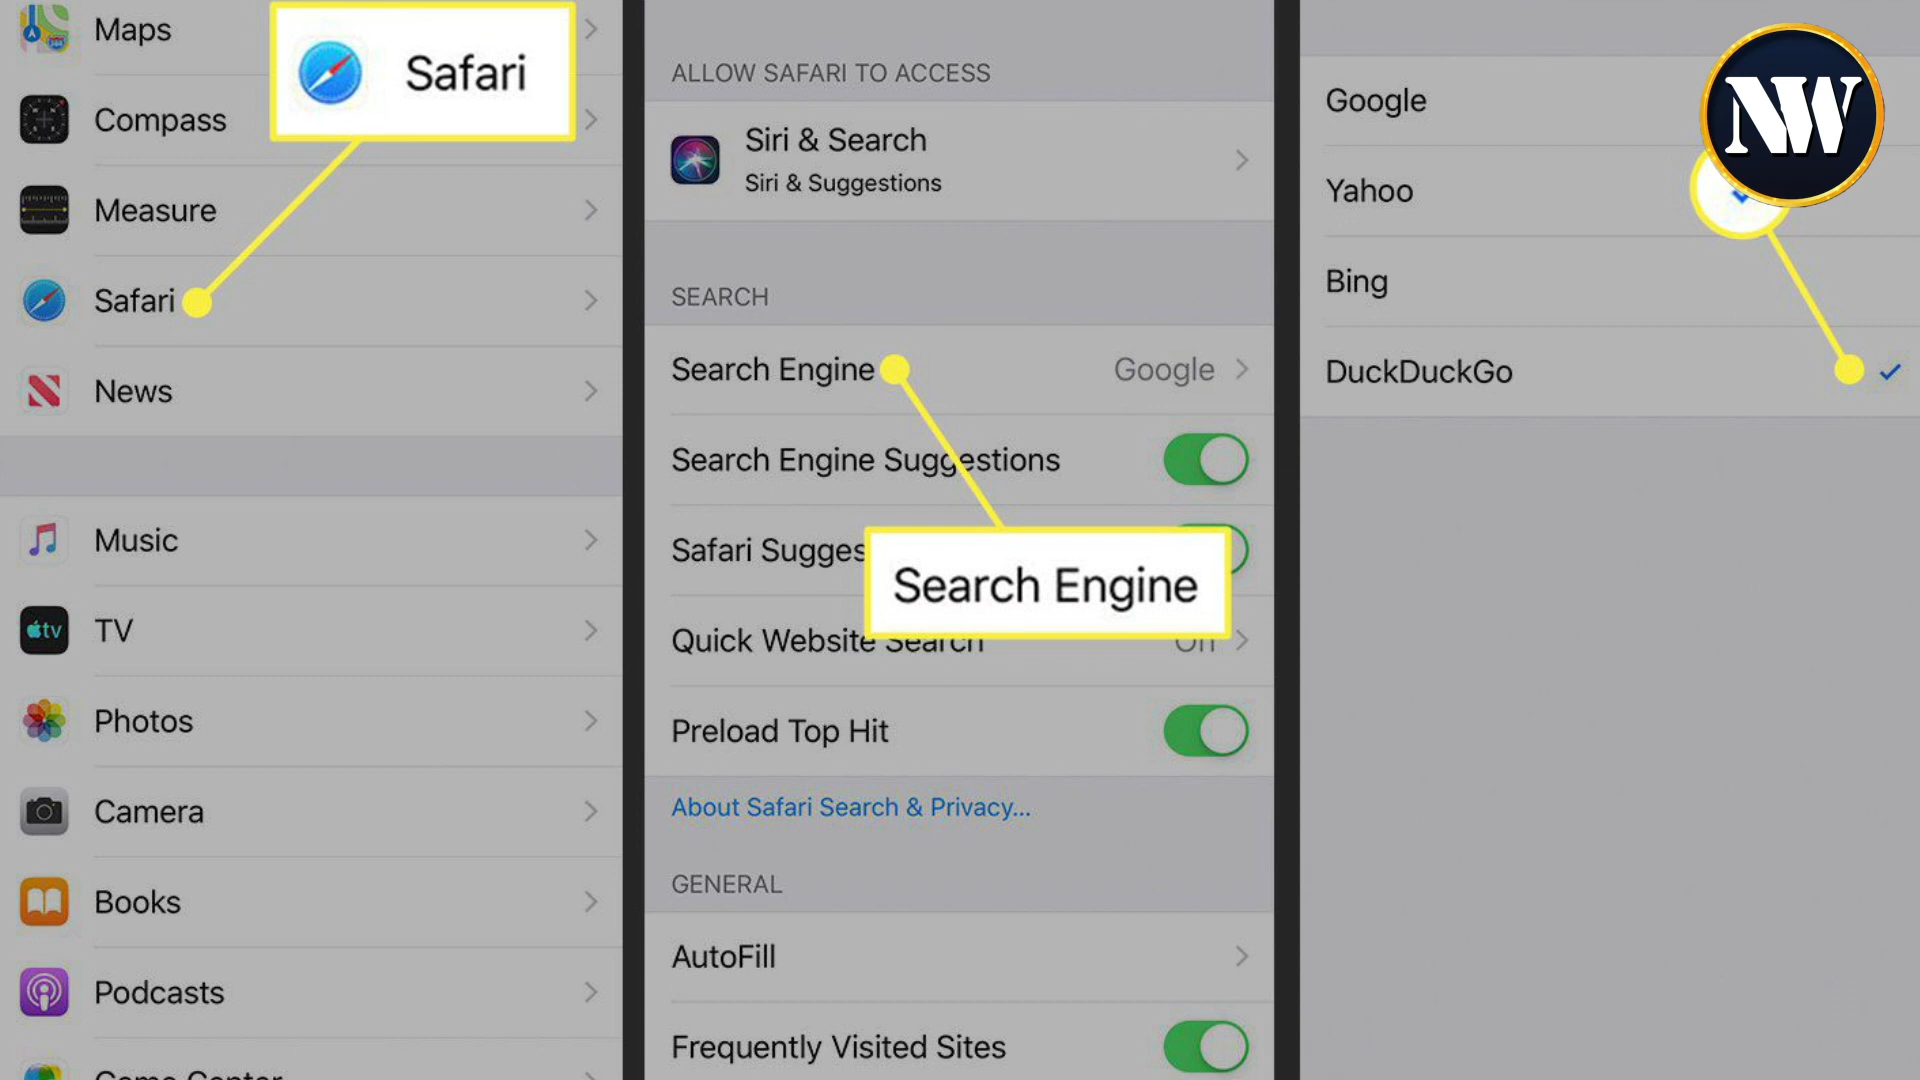 Maps
Safari
Compass
Measure
Safari
News
Music
tv
TV
Photos
Camera
Books
Podcasts
ALLOW SAFARI TO ACCESS
Siri & Search
Siri & Suggestions
SEARCH
Search Engine
Google
Search Engine Suggestions
Safari
Search Engine
Quick Website Search
On
Preload Top Hit
About Safari Search & Privacy...
GENERAL
AutoFill
Frequently Visited Sites
Google
NW
Yahoo
Bing
DuckDuckGo